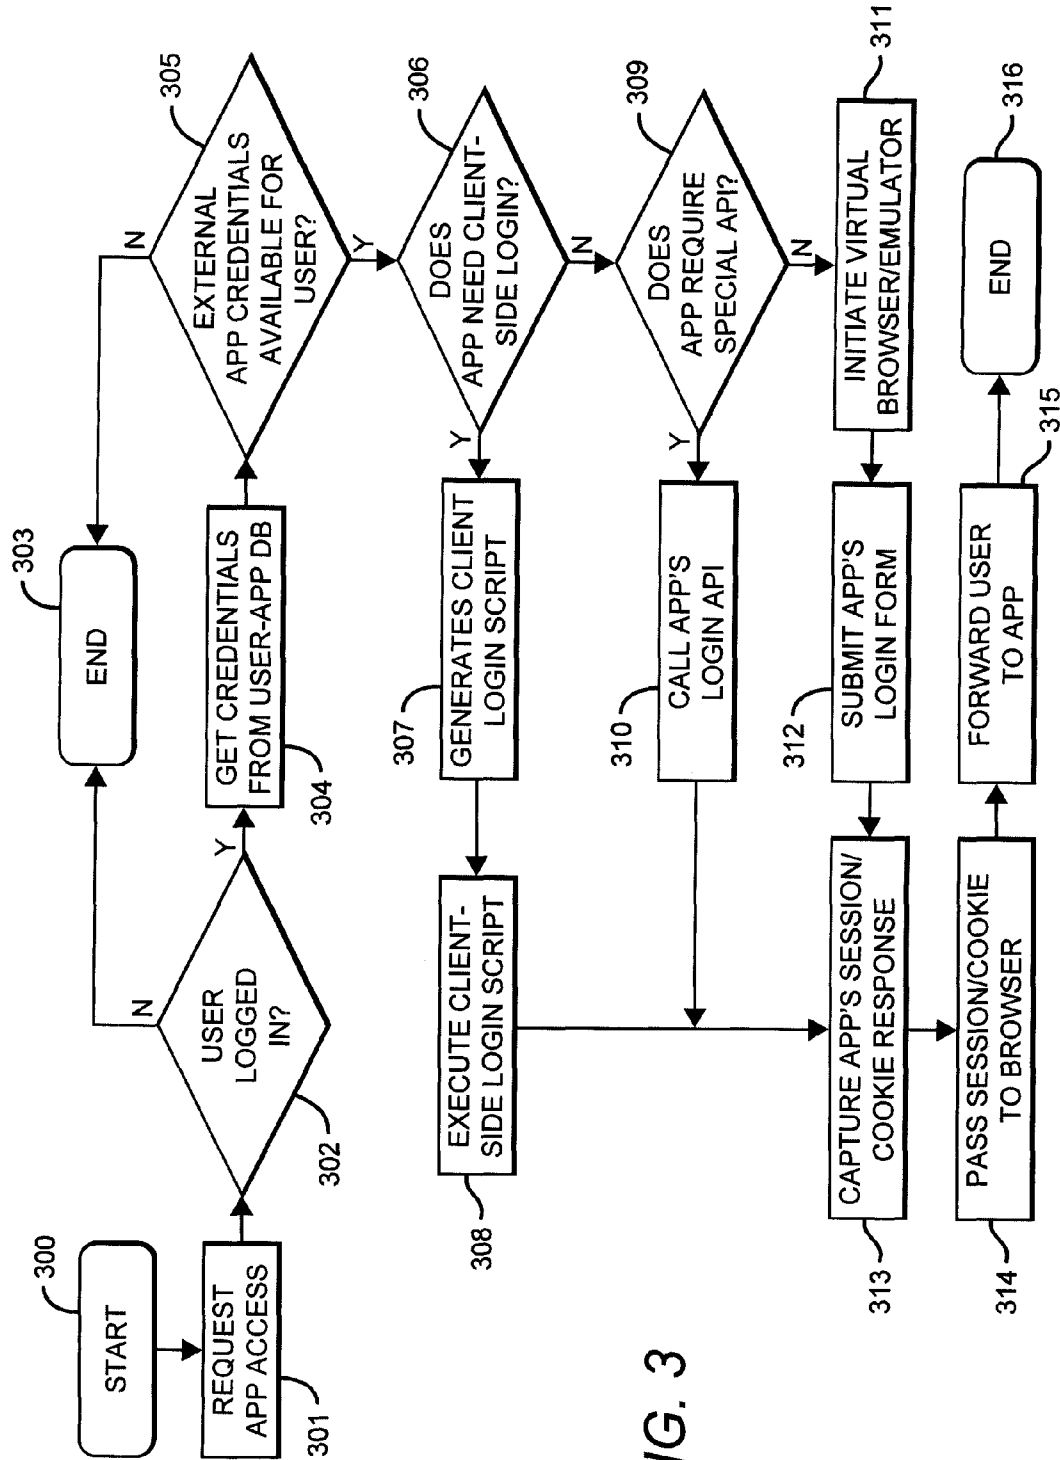 300
START
301
REQUEST
APP ACCESS
302
USER
LOGGED
IN?
N
Y
303
END
304
GET CREDENTIALS
FROM USER-APP DB
305
EXTERNAL
APP CREDENTIALS
AVAILABLE FOR
USER?
N
Y
306
DOES
APP NEED CLIENT-
SIDE LOGIN?
Y
N
307
GENERATES CLIENT
LOGIN SCRIPT
308
EXECUTE CLIENT-
SIDE LOGIN SCRIPT
309
DOES
APP REQUIRE
SPECIAL API?
Y
N
310
CALL APP'S
LOGIN API
311
INITIATE VIRTUAL
BROWSER/EMULATOR
312
SUBMIT APP'S
LOGIN FORM
313
CAPTURE APP'S SESSION/
COOKIE RESPONSE
314
PASS SESSION/COOKIE
TO BROWSER
315
FORWARD USER
TO APP
316
END
IG. 3